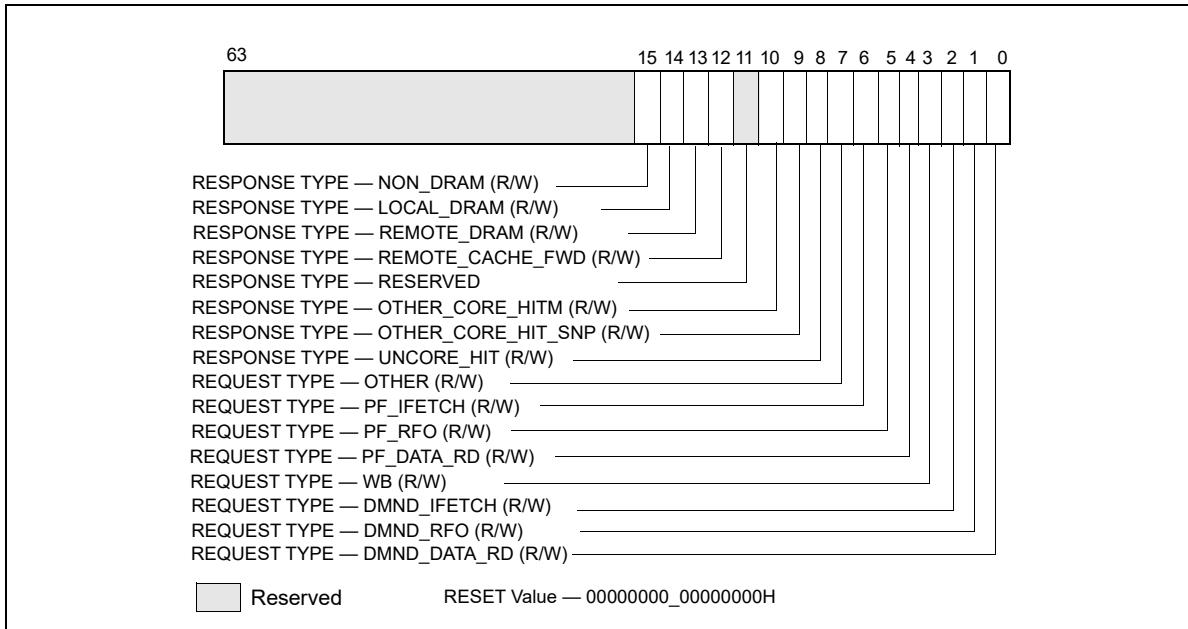 63 15 14 13 12 11 10 9 8 7 6 5 4 3 2 1 0
RESPONSE TYPE — NON_DRAM (R/W)
RESPONSE TYPE — LOCAL_DRAM (R/W)
RESPONSE TYPE — REMOTE_DRAM (R/W)
RESPONSE TYPE — REMOTE_CACHE_FWD (R/W)
RESPONSE TYPE — RESERVED
RESPONSE TYPE — OTHER_CORE_HITM (R/W)
RESPONSE TYPE — OTHER_CORE_HIT_SNP (R/W)
RESPONSE TYPE — UNCORE_HIT (R/W)
REQUEST TYPE — OTHER (R/W)
REQUEST TYPE — PF_IFETCH (R/W)
REQUEST TYPE — PF_RFO (R/W)
REQUEST TYPE — PF_DATA_RD (R/W)
REQUEST TYPE — WB (R/W)
REQUEST TYPE — DMND_IFETCH (R/W)
REQUEST TYPE — DMND_RFO (R/W)
REQUEST TYPE — DMND_DATA_RD (R/W)
Reserved RESET Value — 00000000_00000000H